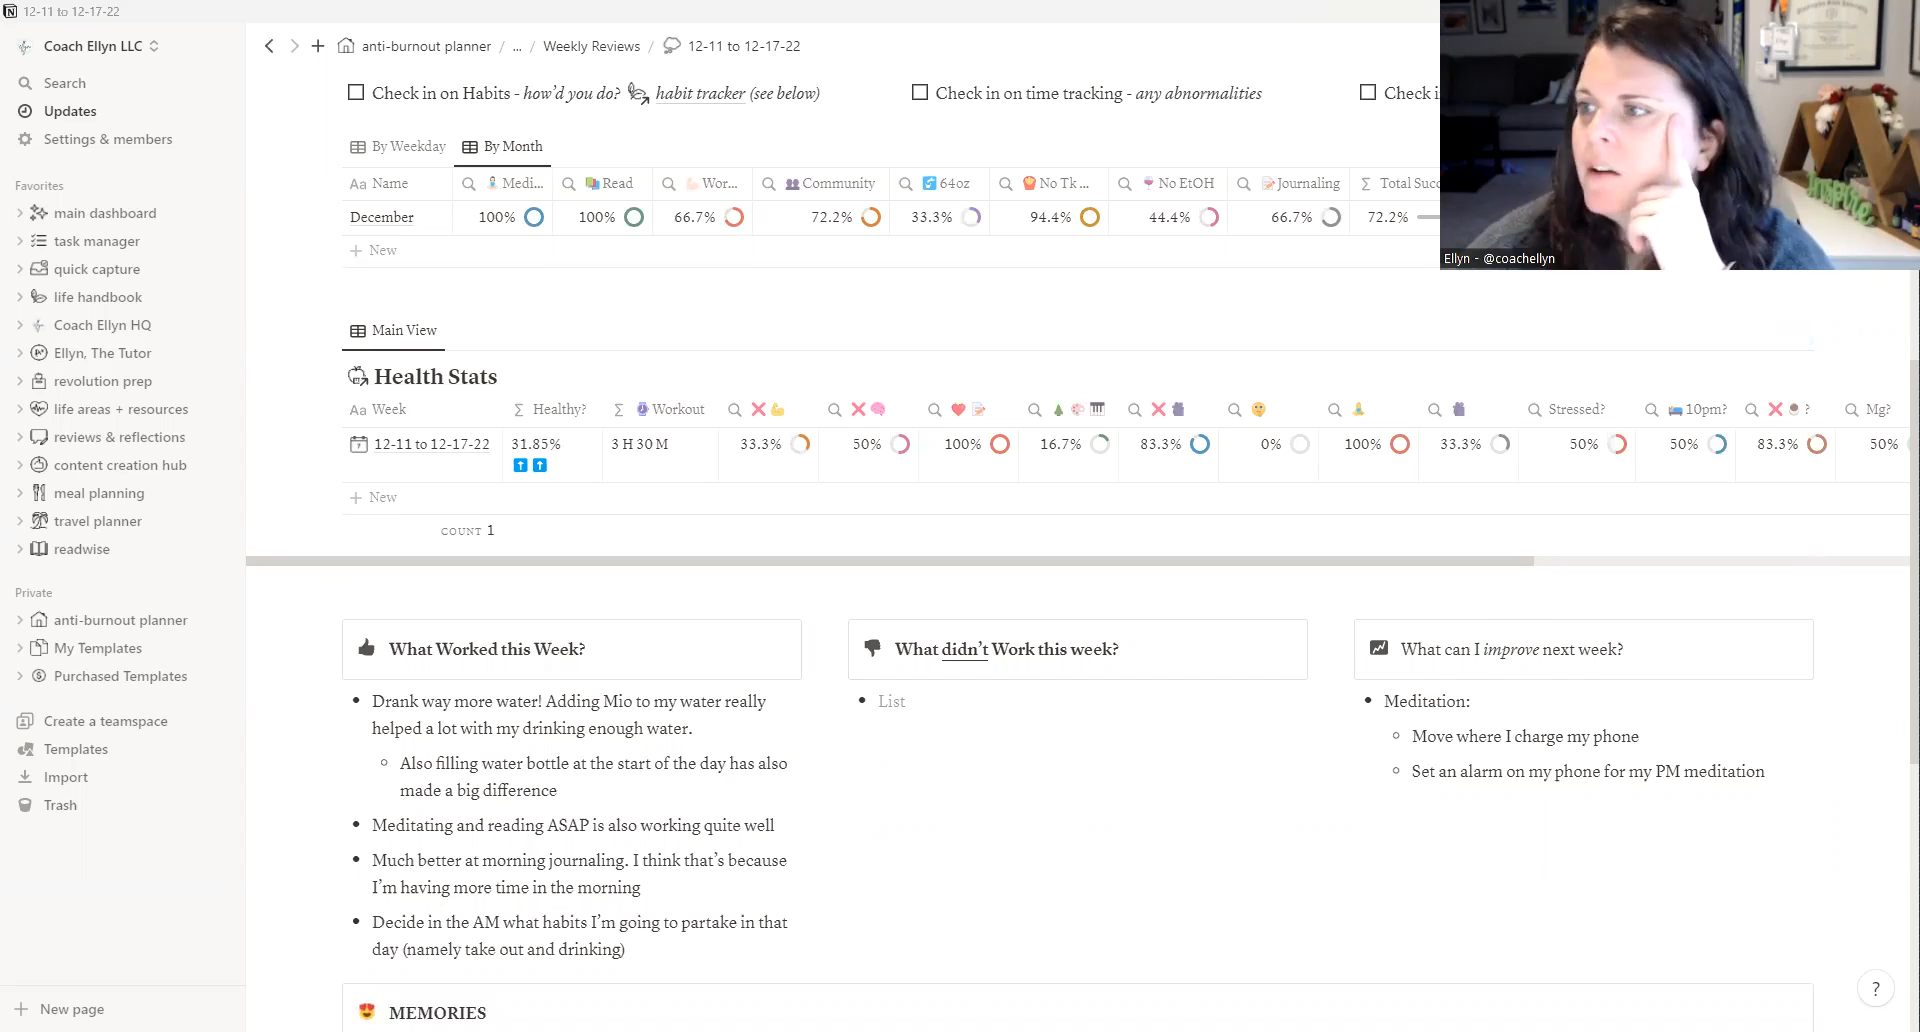 12-11 to 12-17-22
Coach Ellyn LLC
Search
Updates
Settings & members
Favorites
main dashboard
task manager
quick capture
life handbook
Coach Ellyn HQ
Ellyn, The Tutor
revolution prep
life areas + resources
reviews & reflections
content creation hub
meal planning
travel planner
readwise
Private
anti-burnout planner
My Templates
Purchased Templates
Create a teamspace
Templates
Import
Trash
New page
anti-burnout planner / ... / Weekly Reviews / 12-11 to 12-17-22
Check in on Habits - how'd you do? habit tracker (see below)
Check in on time tracking - any abnormalities
Check i
By Weekday By Month
Aa Name Medi... Read Wor... Community 64oz No Tk ... No EtOH Journaling Σ Total Succ
December 100% 100% 66.7% 72.2% 33.3% 94.4% 44.4% 66.7% 72.2%
+ New
Ellyn - @coachellyn
Main View
Health Stats
Aa Week Σ Healthy? Σ Workout Stressed? 10pm? ? Mg?
12-11 to 12-17-22 31.85% 3 H 30 M 33.3% 50% 100% 16.7% 83.3% 0% 100% 33.3% 50% 50% 83.3% 50%
+ New
COUNT 1
What Worked this Week?
• Drank way more water! Adding Mio to my water really
helped a lot with my drinking enough water.
◦ Also filling water bottle at the start of the day has also
made a big difference
• Meditating and reading ASAP is also working quite well
• Much better at morning journaling. I think that's because
I'm having more time in the morning
• Decide in the AM what habits I'm going to partake in that
day (namely take out and drinking)
What didn't Work this week?
• List
What can I improve next week?
• Meditation:
◦ Move where I charge my phone
◦ Set an alarm on my phone for my PM meditation
MEMORIES
?